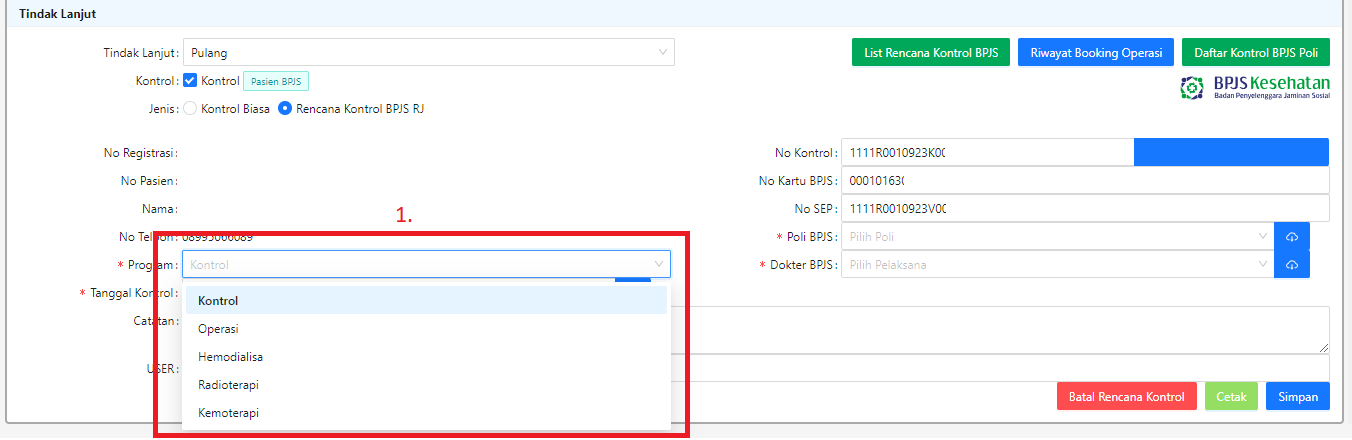 Tindak Lanjut
Tindak Lanjut : Pulang
List Rencana Kontrol BPJS Riwayat Booking Operasi Daftar Kontrol BPJS Poli
Kontrol : Kontrol Pasien BPJS
BPJS Kesehatan
Badan Penyelenggara Jaminan Sosial
Jenis : Kontrol Biasa Rencana Kontrol BPJS RJ
No Registrasi : No Kontrol : 1111R0010923K00
No Pasien : No Kartu BPJS : 00010163
Nama : No SEP : 1111R0010923V00
1.
No Telpon : 08995066089 * Poli BPJS : Pilih Poli
* Program : Kontrol * Dokter BPJS : Pilih Pelaksana
* Tanggal Kontrol :
Kontrol
Catatan :
Operasi
Hemodialisa
USER :
Radioterapi
Kemoterapi
Batal Rencana Kontrol Cetak Simpan